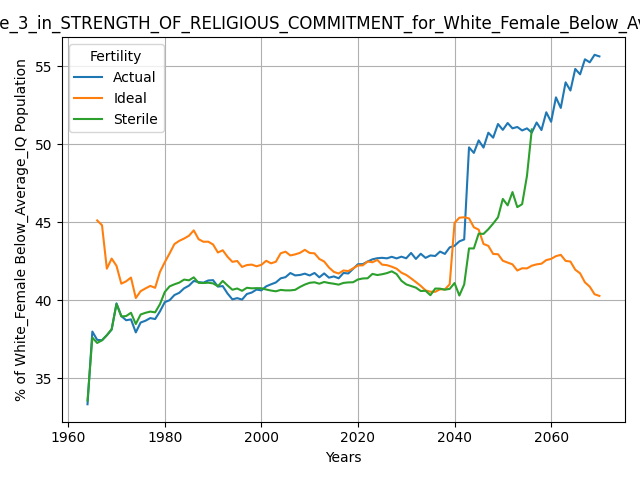 e_3_in_STRENGTH_OF_RELIGIOUS_COMMITMENT_for_White_Female_Below_Av
Fertility
Actual
Ideal
Sterile
% of White_Female Below_Average_IQ Population
55
50
45
40
35
1960
1980
2000
2020
2040
2060
Years